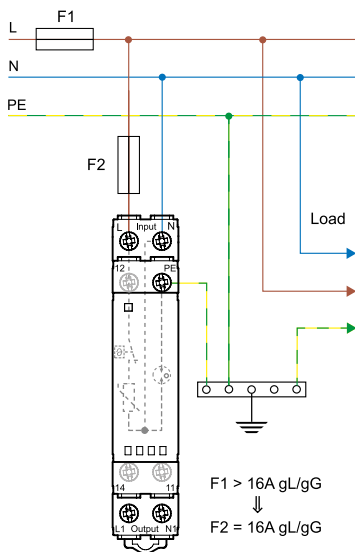 F1
L
N
PE
F2
L Input N
12 PE
Load
14 11
L1 Output N1
F1 > 16A gL/gG
⇓
F2 = 16A gL/gG